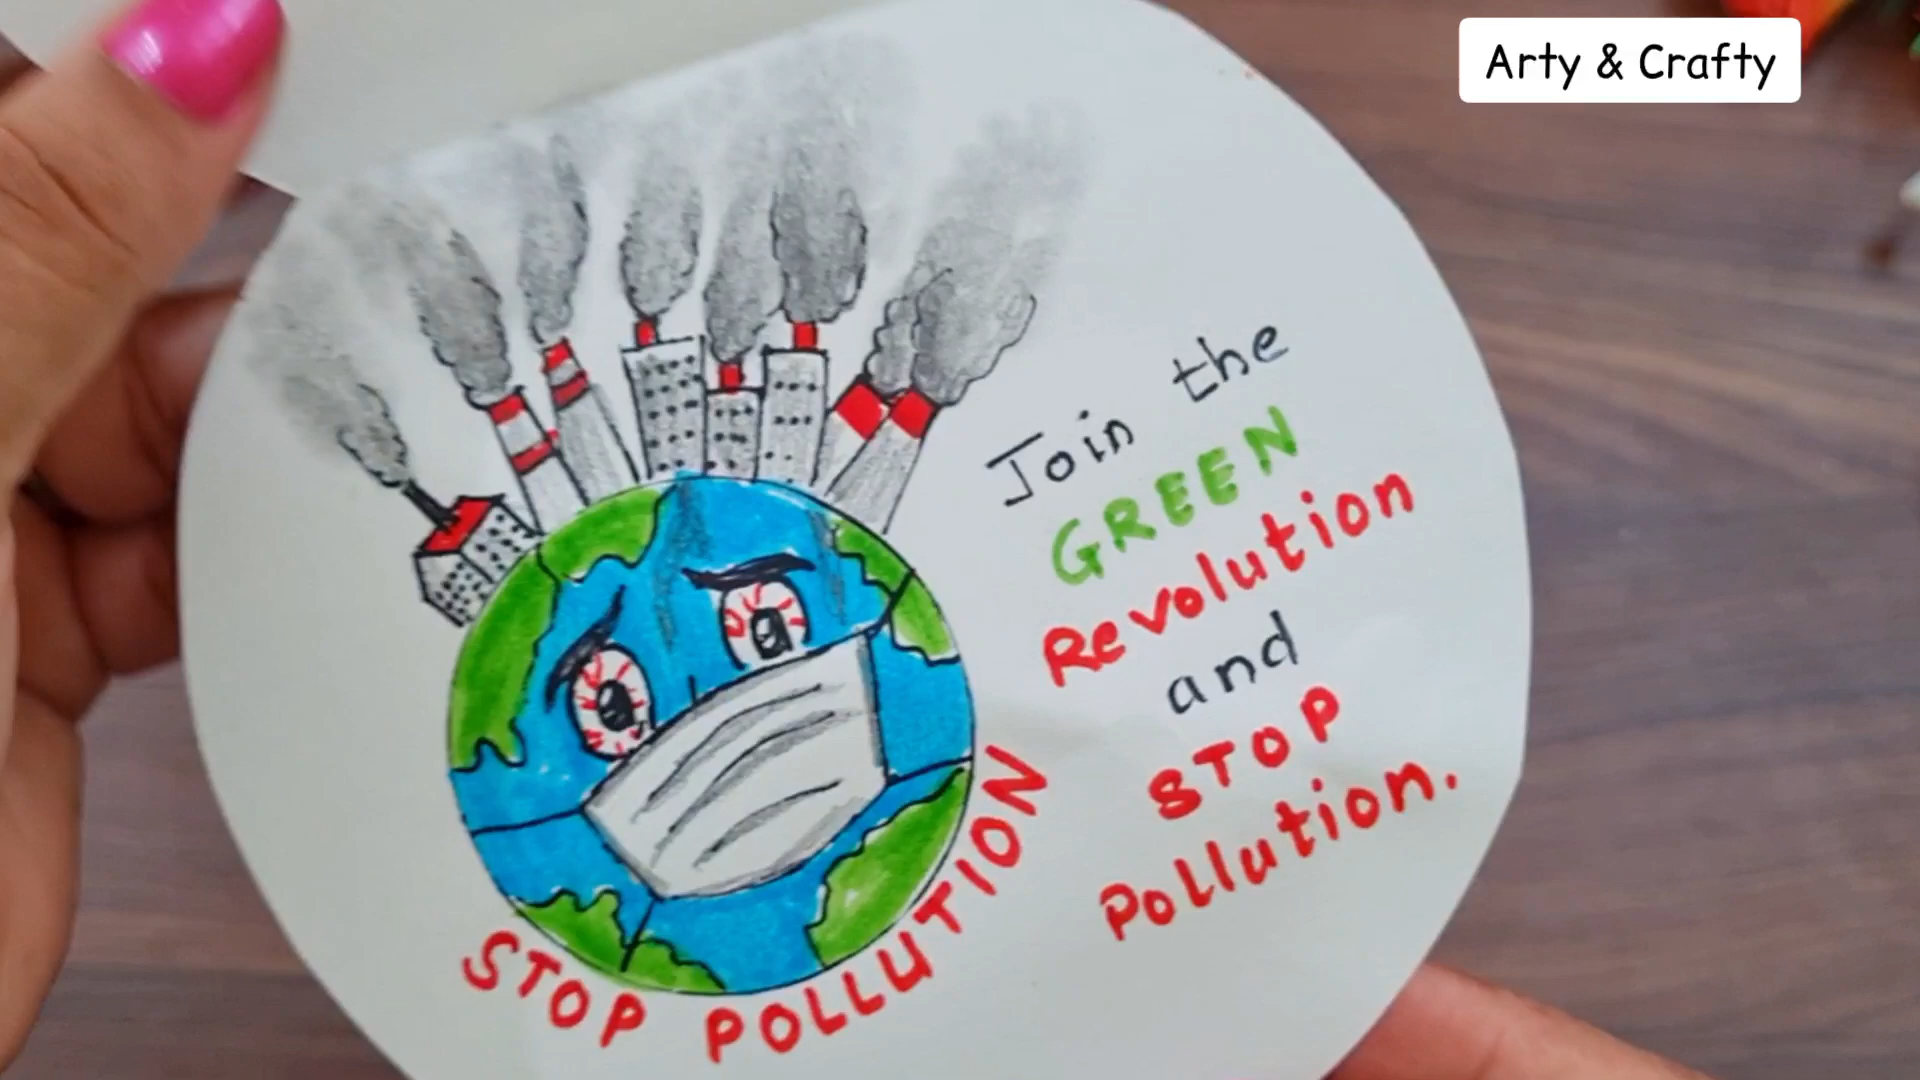 Arty & Crafty
Join the
GREEN
Revolution
and
STOP
Pollution.
STOP POLLUTION